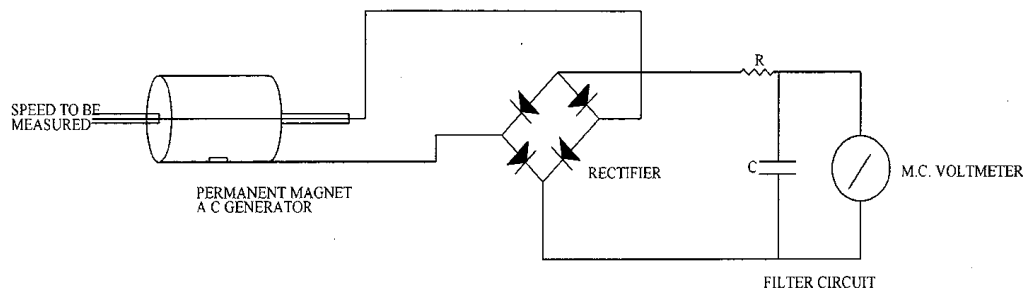 SPEED TO BE
MEASURED
PERMANENT MAGNET
A C GENERATOR
RECTIFIER
R
C
M.C. VOLTMETER
FILTER CIRCUIT